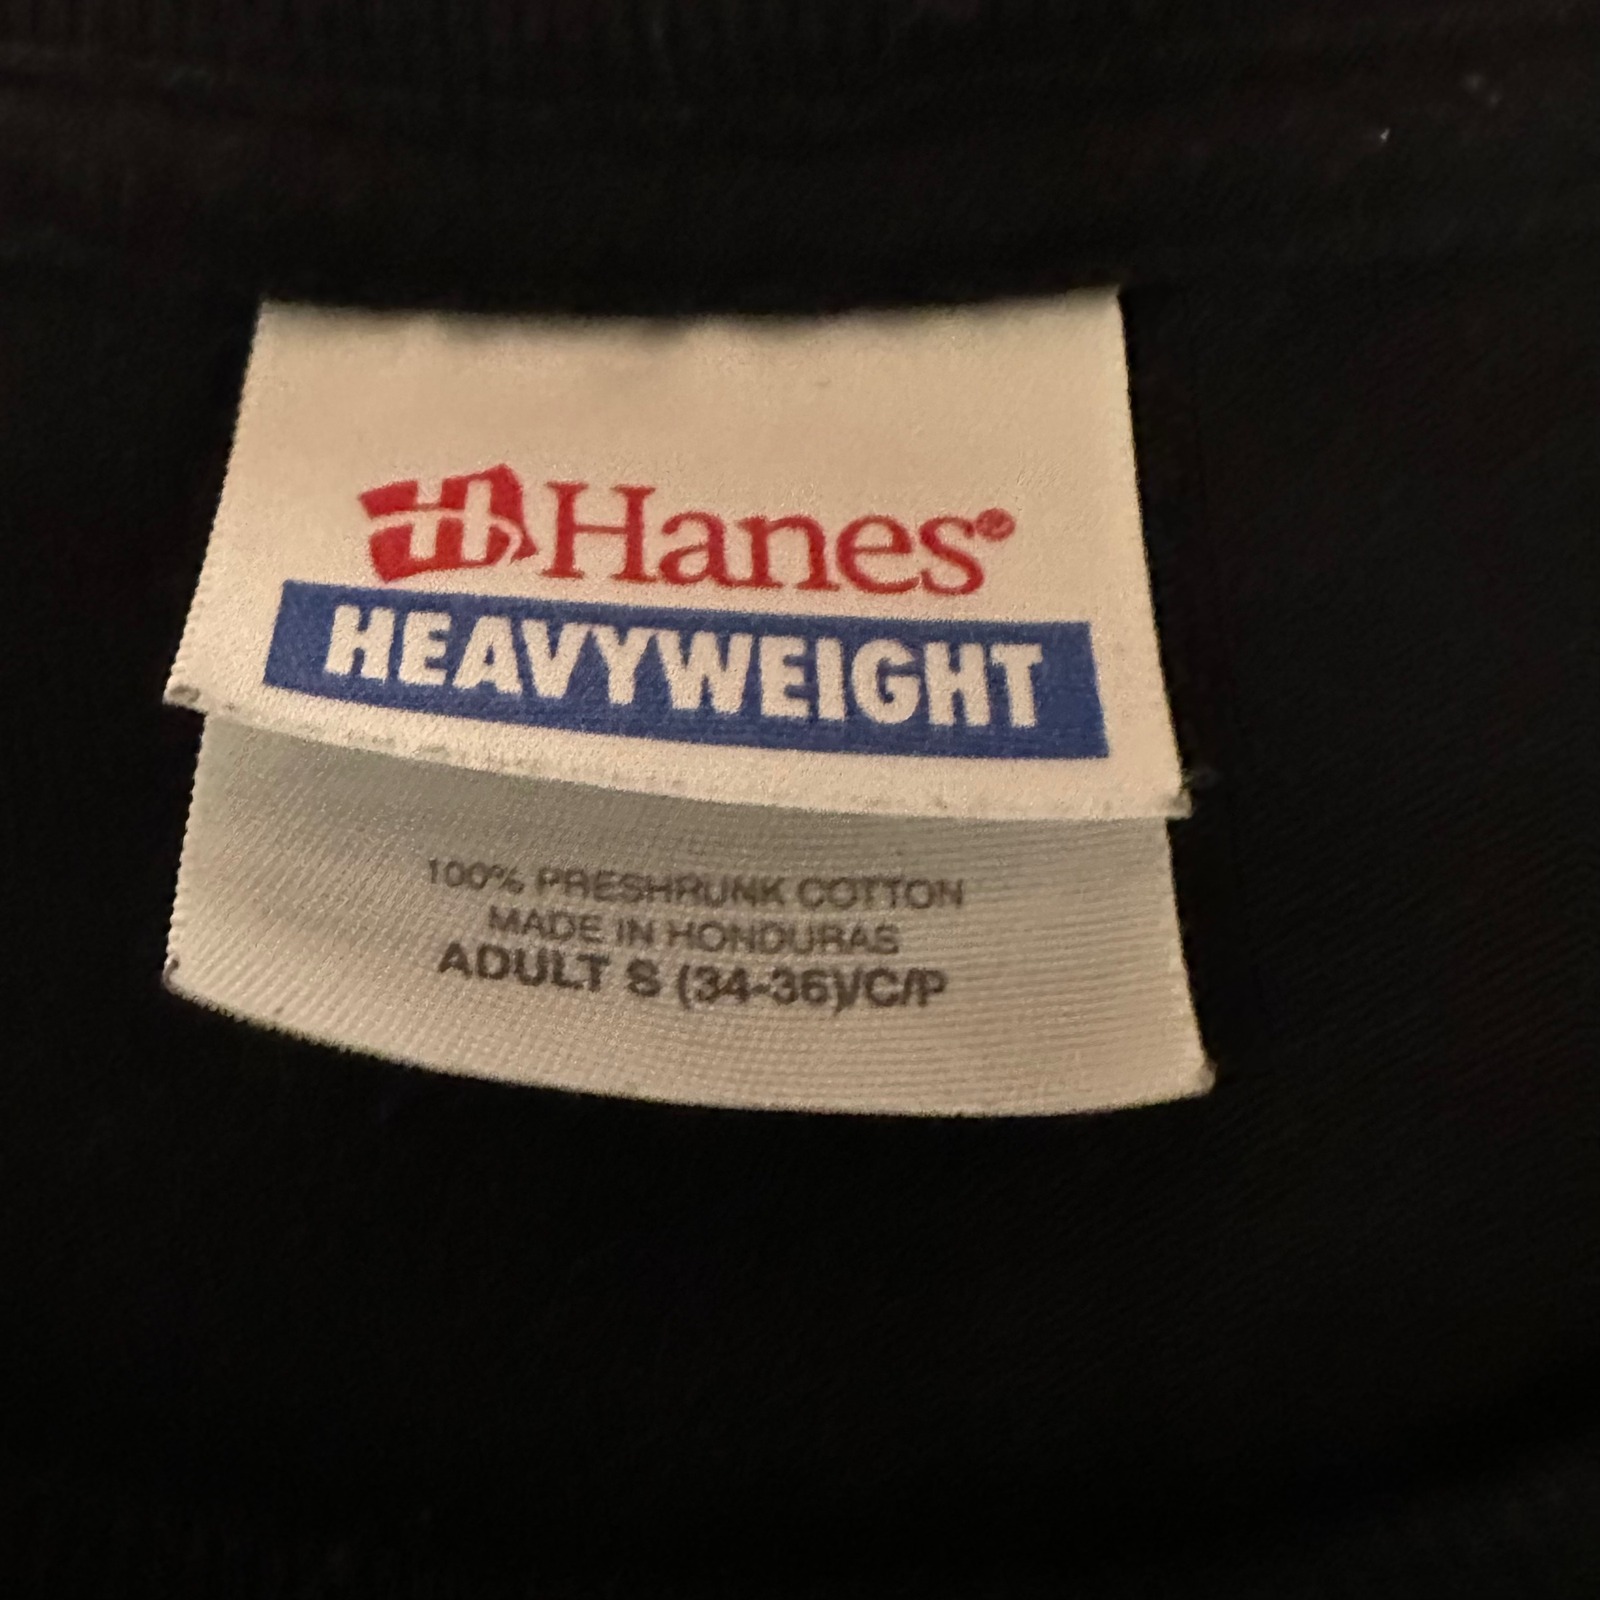 Hanes®
HEAVYWEIGHT
100% PRESHRUNK COTTON
MADE IN HONDURAS
ADULT S (34-36)/C/P